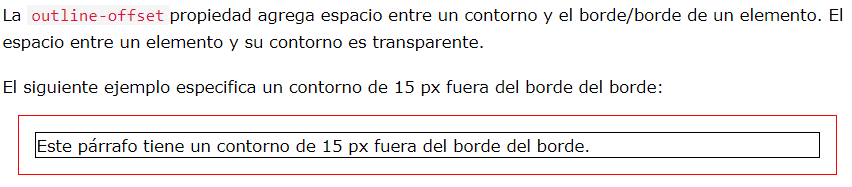 La outline-offset propiedad agrega espacio entre un contorno y el borde/borde de un elemento. El
espacio entre un elemento y su contorno es transparente.
El siguiente ejemplo especifica un contorno de 15 px fuera del borde del borde:
Este párrafo tiene un contorno de 15 px fuera del borde del borde.